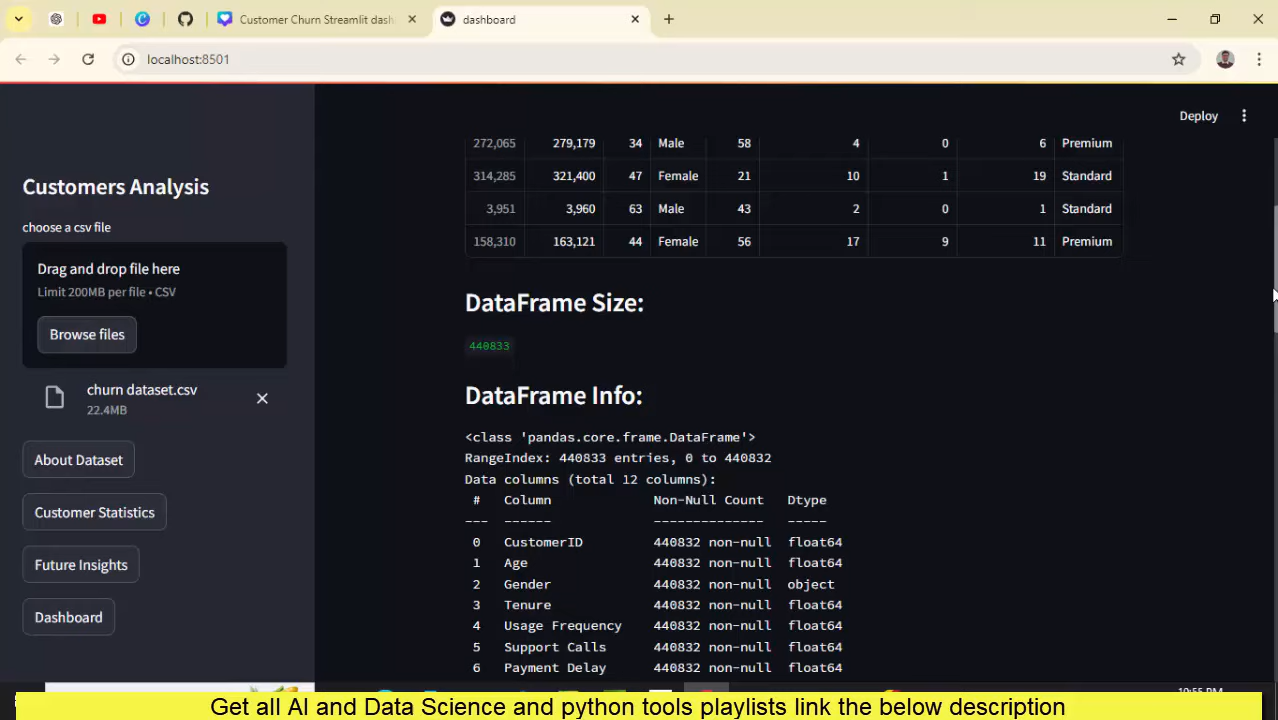 Customer Churn Streamlit dash
dashboard
localhost:8501
Deploy
Customers Analysis
choose a csv file
Drag and drop file here
Limit 200MB per file • CSV
Browse files
churn dataset.csv
22.4MB
About Dataset
Customer Statistics
Future Insights
Dashboard
272,065 279,179 34 Male 58 4 0 6 Premium
314,285 321,400 47 Female 21 10 1 19 Standard
3,951 3,960 63 Male 43 2 0 1 Standard
158,310 163,121 44 Female 56 17 9 11 Premium
DataFrame Size:
440833
DataFrame Info:
<class 'pandas.core.frame.DataFrame'>
RangeIndex: 440833 entries, 0 to 440832
Data columns (total 12 columns):
# Column Non-Null Count Dtype
--- ------ -------------- -----
0 CustomerID 440832 non-null float64
1 Age 440832 non-null float64
2 Gender 440832 non-null object
3 Tenure 440832 non-null float64
4 Usage Frequency 440832 non-null float64
5 Support Calls 440832 non-null float64
6 Payment Delay 440832 non-null float64
10:55 PM
Get all AI and Data Science and python tools playlists link the below description